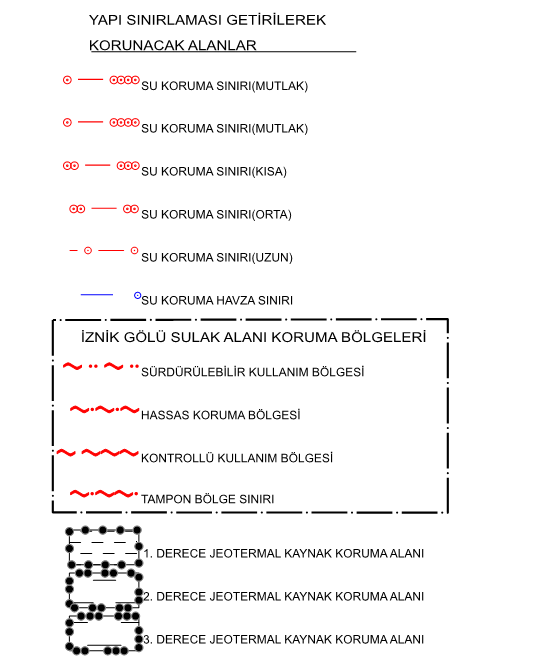 YAPI SINIRLAMASI GETİRİLEREK
KORUNACAK ALANLAR
SU KORUMA SINIRI(MUTLAK)
SU KORUMA SINIRI(MUTLAK)
SU KORUMA SINIRI(KISA)
SU KORUMA SINIRI(ORTA)
SU KORUMA SINIRI(UZUN)
SU KORUMA HAVZA SINIRI
İZNİK GÖLÜ SULAK ALANI KORUMA BÖLGELERİ
SÜRDÜRÜLEBİLİR KULLANIM BÖLGESİ
HASSAS KORUMA BÖLGESİ
KONTROLLÜ KULLANIM BÖLGESİ
TAMPON BÖLGE SINIRI
1. DERECE JEOTERMAL KAYNAK KORUMA ALANI
2. DERECE JEOTERMAL KAYNAK KORUMA ALANI
3. DERECE JEOTERMAL KAYNAK KORUMA ALANI